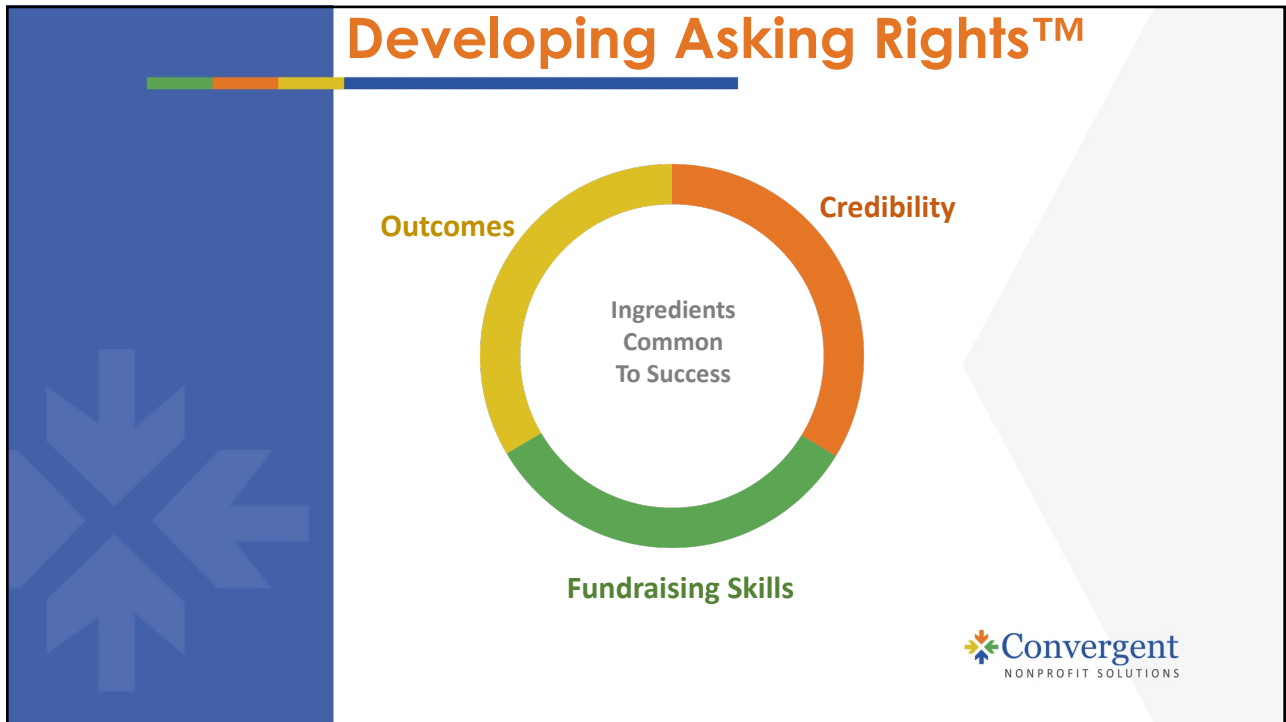 Developing Asking Rights™
Outcomes
Credibility
Ingredients
Common
To Success
Fundraising Skills
Convergent
NONPROFIT SOLUTIONS